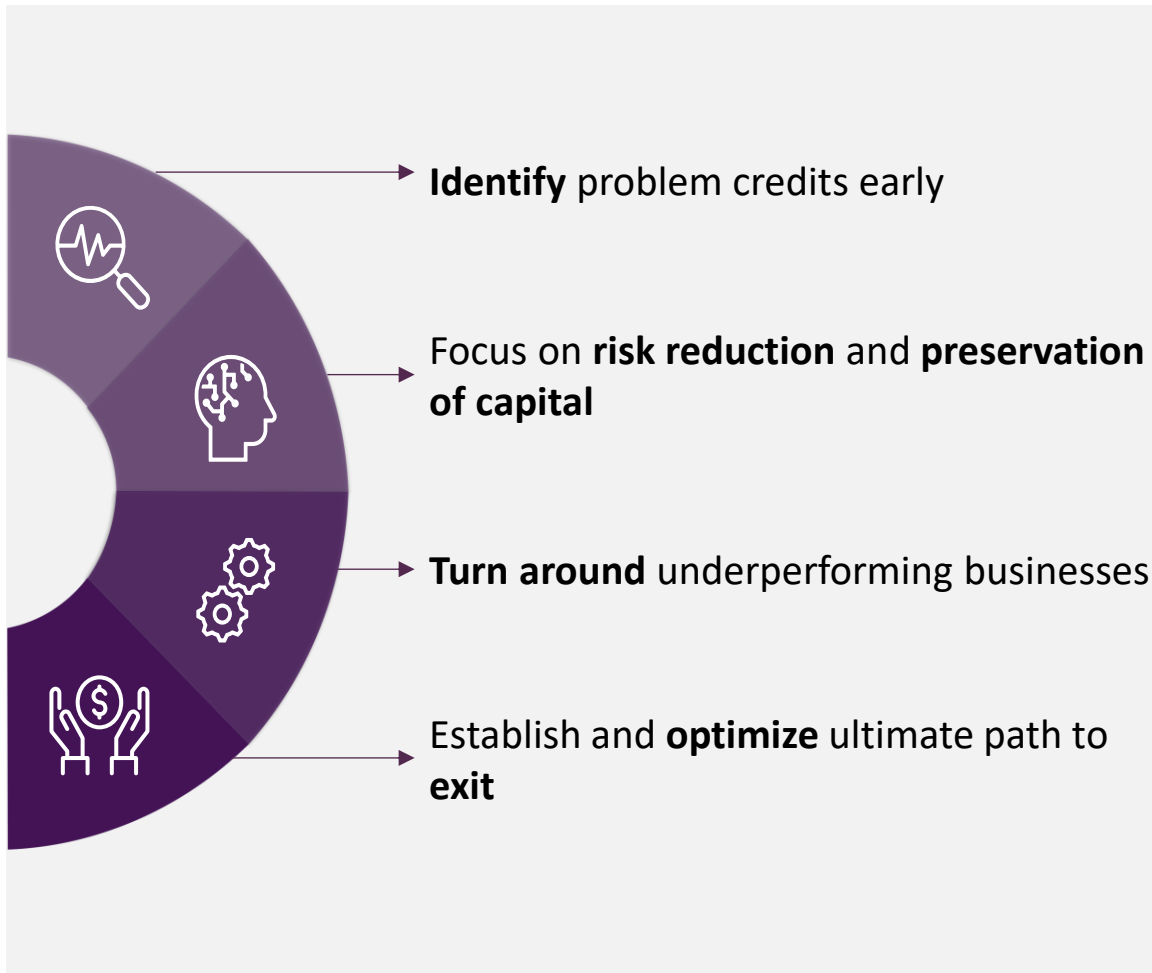 Identify problem credits early
Focus on risk reduction and preservation
of capital
Turn around underperforming businesses
Establish and optimize ultimate path to
exit